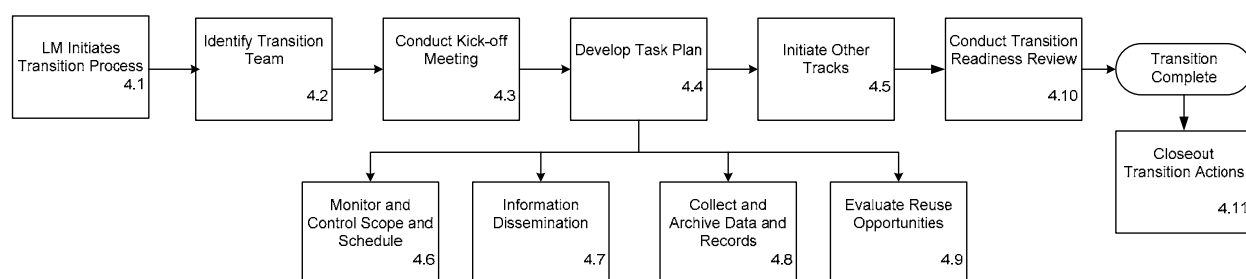 LM Initiates
Transition Process
4.1
Identify Transition
Team
4.2
Conduct Kick-off
Meeting
4.3
Develop Task Plan
4.4
Initiate Other
Tracks
4.5
Conduct Transition
Readiness Review
4.10
Transition
Complete
Closeout
Transition Actions
4.11
Monitor and
Control Scope and
Schedule
4.6
Information
Dissemination
4.7
Collect and
Archive Data and
Records
4.8
Evaluate Reuse
Opportunities
4.9